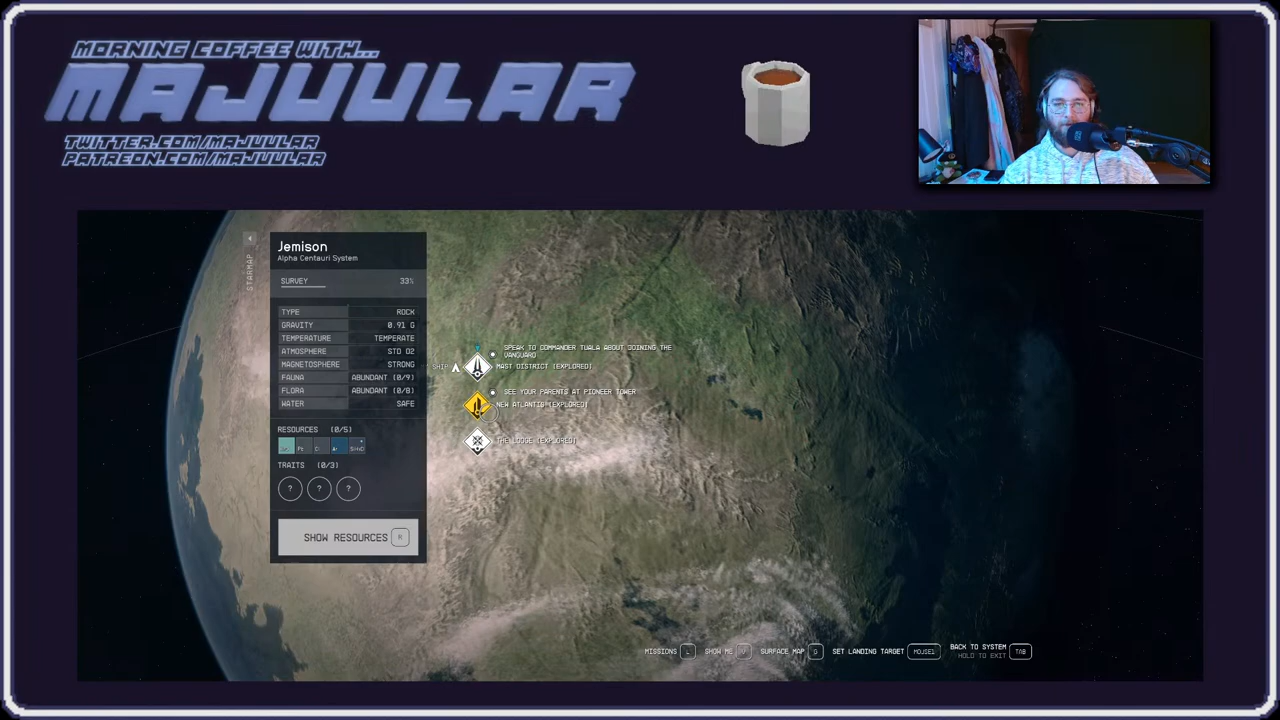 MORNING COFFEE WITH...
MAJUULAR
TWITTER.COM/MAJUULAR
PATREON.COM/MAJUULAR
STARMAP
Jemison
Alpha Centauri System
SURVEY 33%
TYPE ROCK
GRAVITY 0.91 G
TEMPERATURE TEMPERATE
ATMOSPHERE STD O2
MAGNETOSPHERE STRONG
FAUNA ABUNDANT (0/9)
FLORA ABUNDANT (0/8)
WATER SAFE
RESOURCES (0/5)
TRAITS (0/3)
? ? ?
SHOW RESOURCES R
SPEAK TO COMMANDER TUALA ABOUT JOINING THE
VANGUARD
SHIP MAST DISTRICT (EXPLORED)
SEE YOUR PARENTS AT PIONEER TOWER
NEW ATLANTIS (EXPLORED)
THE LODGE (EXPLORED)
MISSIONS L SHOW ME SURFACE MAP G SET LANDING TARGET MOUSE1 BACK TO SYSTEM TAB
HOLD TO EXIT